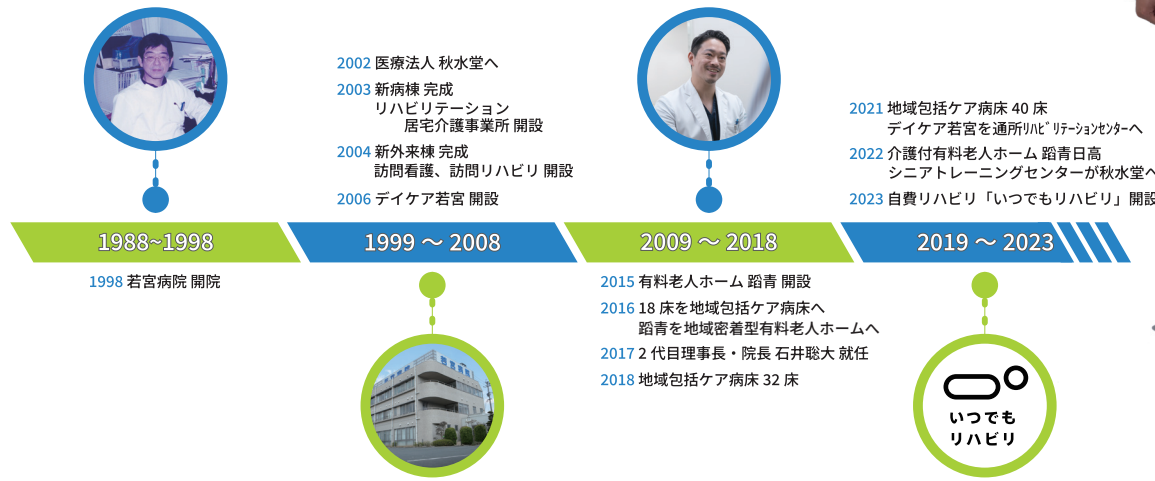 1988~1998
1998 若宮病院 開院
2002 医療法人 秋水堂へ
2003 新病棟 完成
リハビリテーション
居宅介護事業所 開設
2004 新外来棟 完成
訪問看護、訪問リハビリ 開設
2006 デイケア若宮 開設
1999 〜 2008
2009 〜 2018
2015 有料老人ホーム 蹈青 開設
2016 18 床を地域包括ケア病床へ
蹈青を地域密着型有料老人ホームへ
2017 2 代目理事長・院長 石井聡大 就任
2018 地域包括ケア病床 32 床
2021 地域包括ケア病床 40 床
デイケア若宮を通所ﾘﾊﾋﾞﾘﾃｰｼｮﾝｾﾝﾀｰへ
2022 介護付有料老人ホーム 蹈青日高
シニアトレーニングセンターが秋水堂へ
2023 自費リハビリ「いつでもリハビリ」開設
2019 〜 2023
いつでも
リハビリ